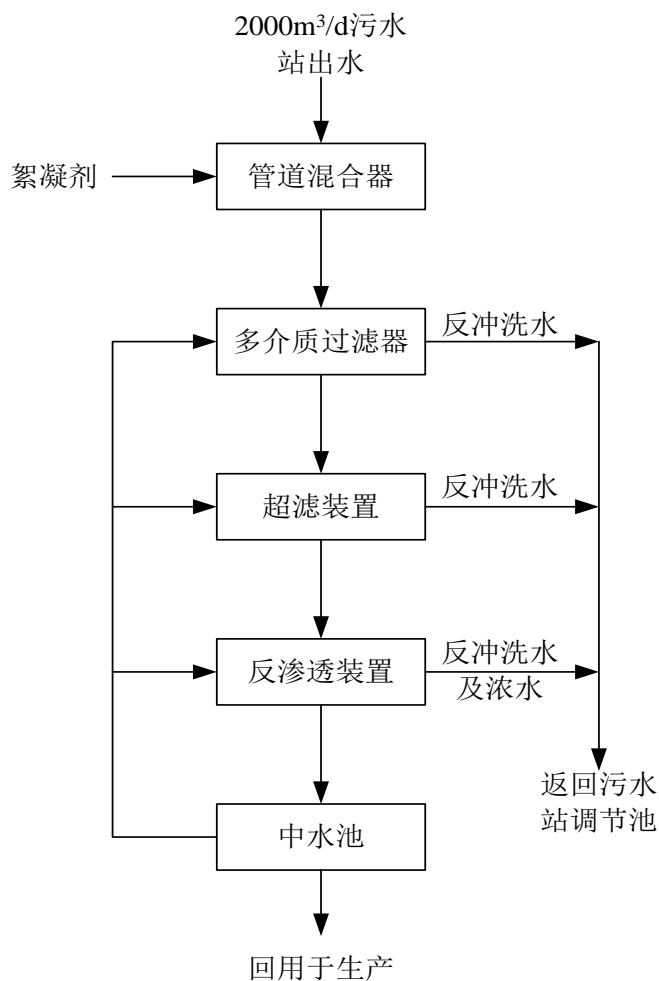 2000m³/d污水
站出水
絮凝剂
管道混合器
多介质过滤器
反冲洗水
超滤装置
反冲洗水
反渗透装置
反冲洗水
及浓水
返回污水
站调节池
中水池
回用于生产